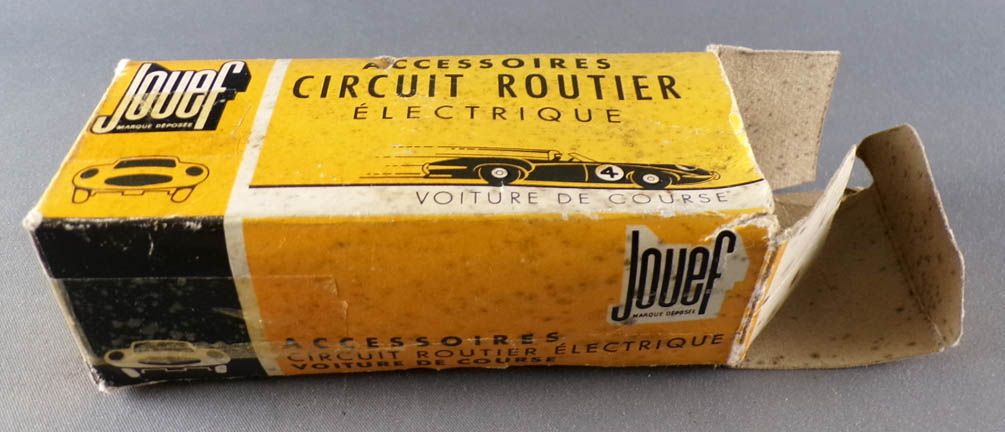 Jouef
MARQUE DÉPOSÉE
ACCESSOIRES
CIRCUIT ROUTIER
ÉLECTRIQUE
4
VOITURE DE COURSE
Jouef
MARQUE DÉPOSÉE
ACCESSOIRES
CIRCUIT ROUTIER ÉLECTRIQUE
VOITURE DE COURSE